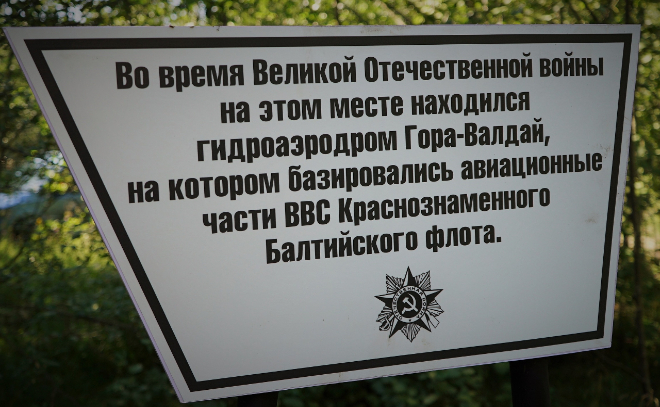 Во время Великой Отечественной войны
на этом месте находился
гидроаэродром Гора-Валдай,
на котором базировались авиационные
части ВВС Краснознаменного
Балтийского флота.